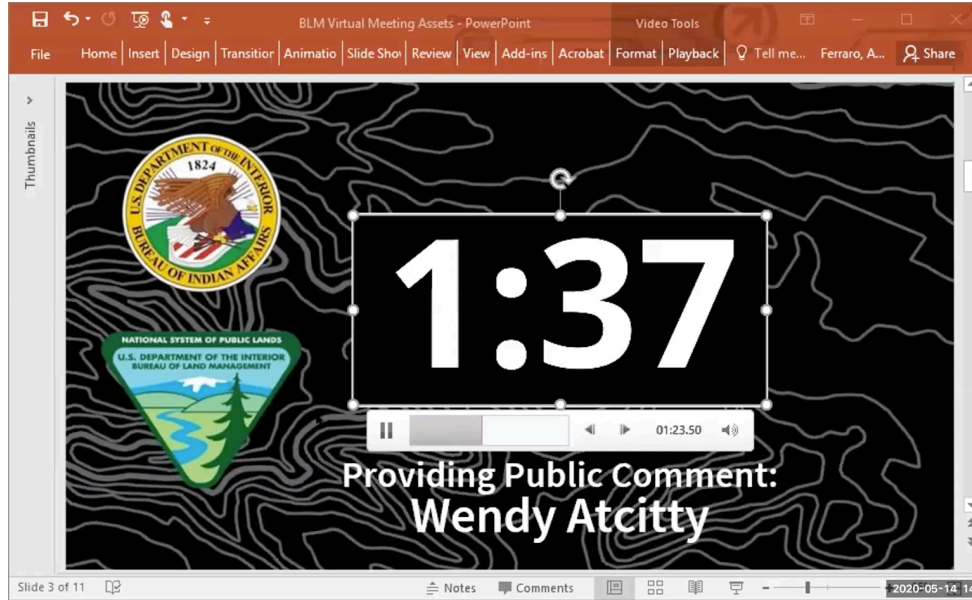 BLM Virtual Meeting Assets - PowerPoint
Video Tools
File Home Insert Design Transition Animatio Slide Shov Review View Add-ins Acrobat Format Playback Tell me... Ferraro, A... Share
Thumbnails
U.S. DEPARTMENT OF THE INTERIOR
1824
BUREAU OF INDIAN AFFAIRS
1:37
NATIONAL SYSTEM OF PUBLIC LANDS
U.S. DEPARTMENT OF THE INTERIOR
BUREAU OF LAND MANAGEMENT
01:23.50
Providing Public Comment:
Wendy Atcitty
Slide 3 of 11 Notes Comments
2020-05-14